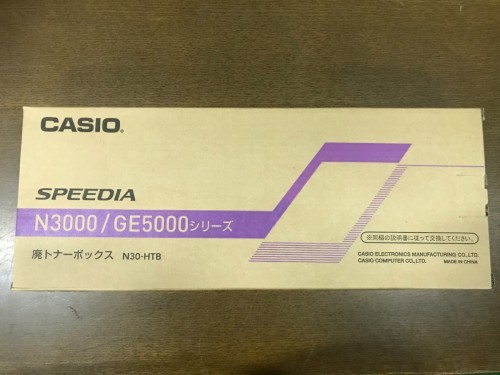 CASIO®
SPEEDIA
N3000/GE5000シリーズ
廃トナーボックス N30-HTB
※同梱の説明書に従って交換してください。
CASIO ELECTRONICS MANUFACTURING CO.,LTD.
CASIO COMPUTER CO.,LTD. MADE IN CHINA